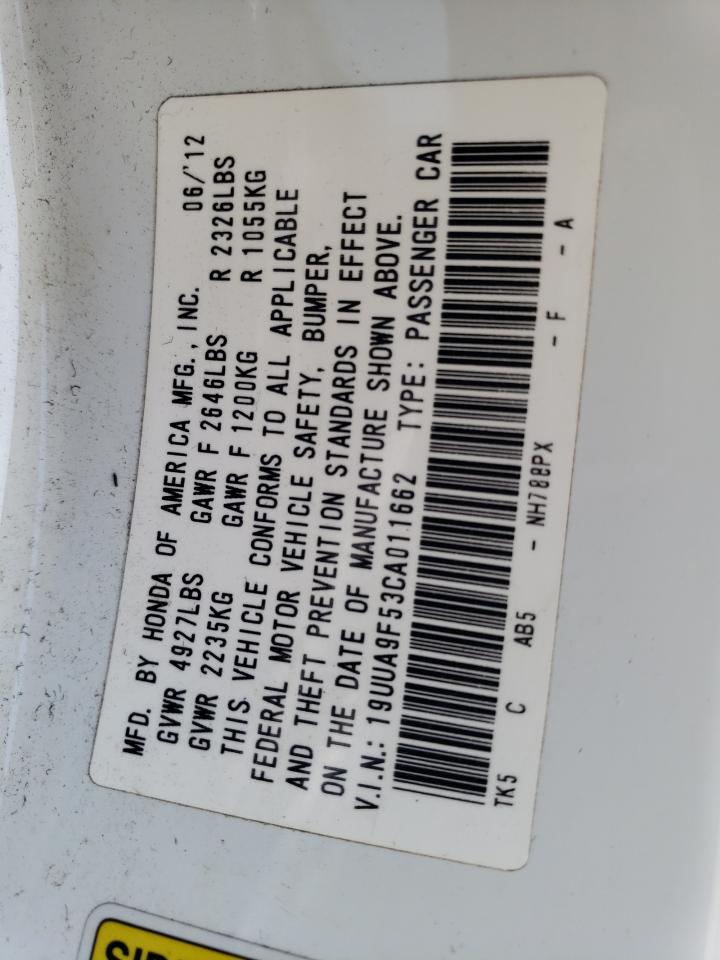 MFD. BY HONDA OF AMERICA MFG., INC. 06/'12
GVWR 4927LBS GAWR F 2646LBS R 2326LBS
GVWR 2235KG GAWR F 1200KG R 1055KG
THIS VEHICLE CONFORMS TO ALL APPLICABLE
FEDERAL MOTOR VEHICLE SAFETY, BUMPER,
AND THEFT PREVENTION STANDARDS IN EFFECT
ON THE DATE OF MANUFACTURE SHOWN ABOVE.
V.I.N.: 19UUA9F53CA011662 TYPE: PASSENGER CAR
TK5 C AB5 - NH788PX - F - A